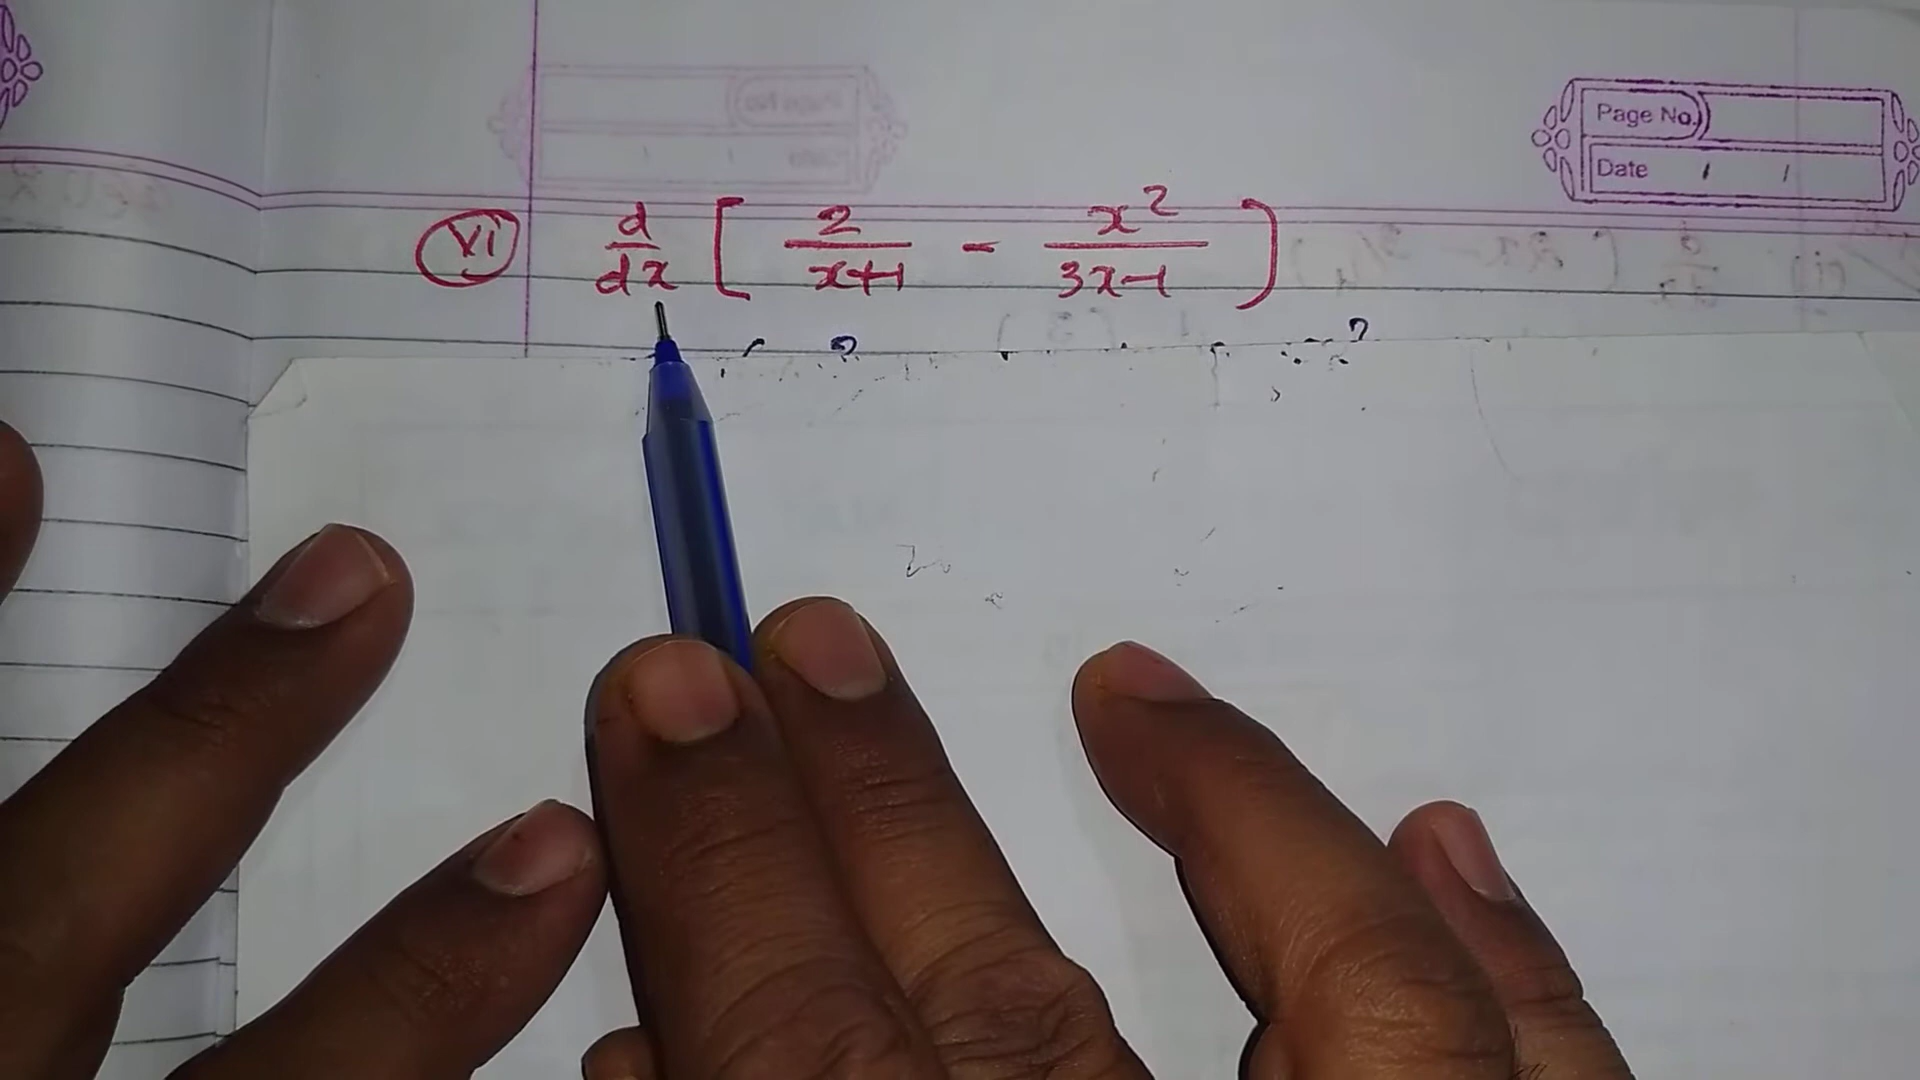 Page No.
Date / /
(vi) d/dx [ 2/(x+1) - x²/(3x-1) ]